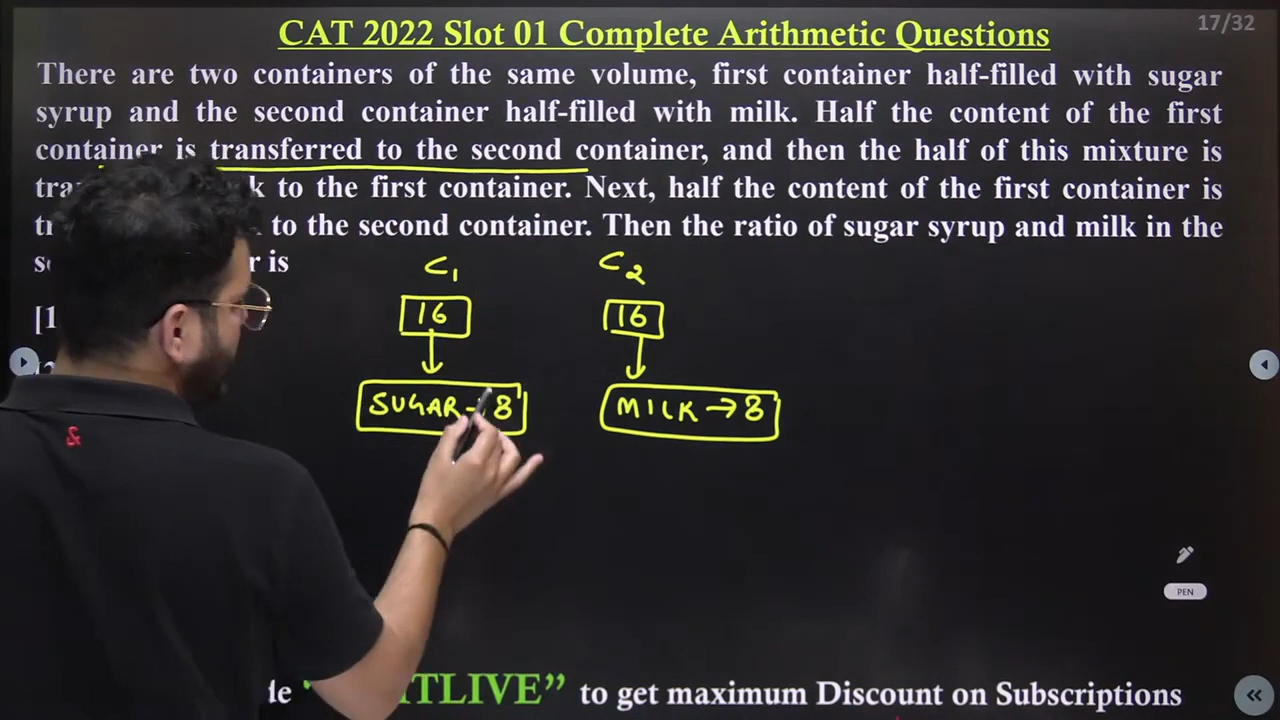 17/32
CAT 2022 Slot 01 Complete Arithmetic Questions
There are two containers of the same volume, first container half-filled with sugar
syrup and the second container half-filled with milk. Half the content of the first
container is transferred to the second container, and then the half of this mixture is
to the first container. Next, half the content of the first container is
to the second container. Then the ratio of sugar syrup and milk in the
is
C1 C2
[1
16 16
SUGAR → 8 MILK → 8
&
PEN
TLIVE” to get maximum Discount on Subscriptions